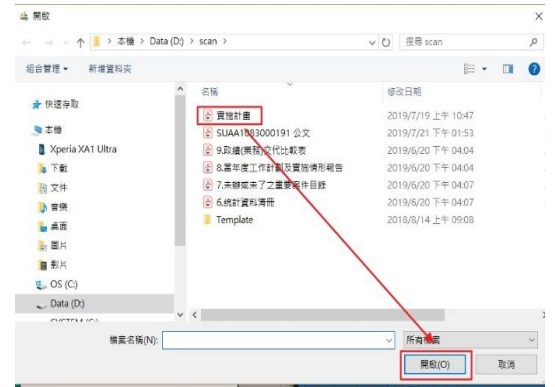 開啟
本機 > Data (D:) > scan >
搜尋 scan
組合管理 新增資料夾
名稱 修改日期
快速存取
本機
Xperia XA1 Ultra
下載
文件
音樂
桌面
圖片
影片
OS (C:)
Data (D:)
實施計畫 2019/7/19 上午 10:47
SUAA1083000191 公文 2019/7/21 下午 01:53
9.政績(業務)交代比較表 2019/6/20 下午 04:04
8.當年度工作計劃及實施情形報告 2019/6/20 下午 04:04
7.未辦或未了之重要案件目錄 2019/6/20 下午 04:07
6.統計資料清冊 2019/6/20 下午 04:07
Template 2018/8/14 上午 09:08
檔案名稱(N):
所有檔案
開啟(O) 取消